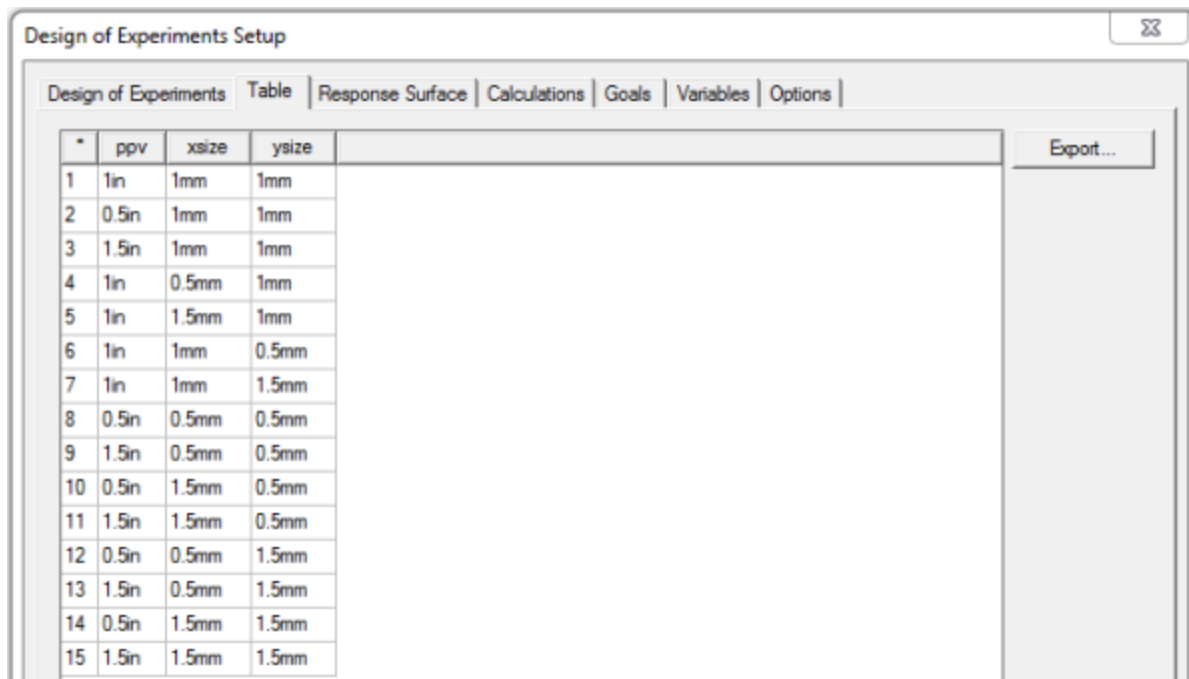 Design of Experiments Setup
Design of Experiments Table Response Surface Calculations Goals Variables Options
* ppv xsize ysize Export...
1 1in 1mm 1mm
2 0.5in 1mm 1mm
3 1.5in 1mm 1mm
4 1in 0.5mm 1mm
5 1in 1.5mm 1mm
6 1in 1mm 0.5mm
7 1in 1mm 1.5mm
8 0.5in 0.5mm 0.5mm
9 1.5in 0.5mm 0.5mm
10 0.5in 1.5mm 0.5mm
11 1.5in 1.5mm 0.5mm
12 0.5in 0.5mm 1.5mm
13 1.5in 0.5mm 1.5mm
14 0.5in 1.5mm 1.5mm
15 1.5in 1.5mm 1.5mm